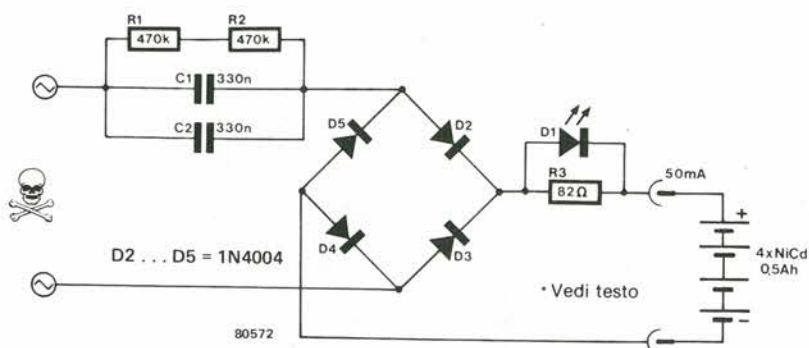 R1
R2
470k
470k
C1
330n
C2
330n
D5
D2
D1
R3
82Ω
50mA
+
4xNiCd
0,5Ah
D4
D3
D2 . . . D5 = 1N4004
* Vedi testo
–
80572